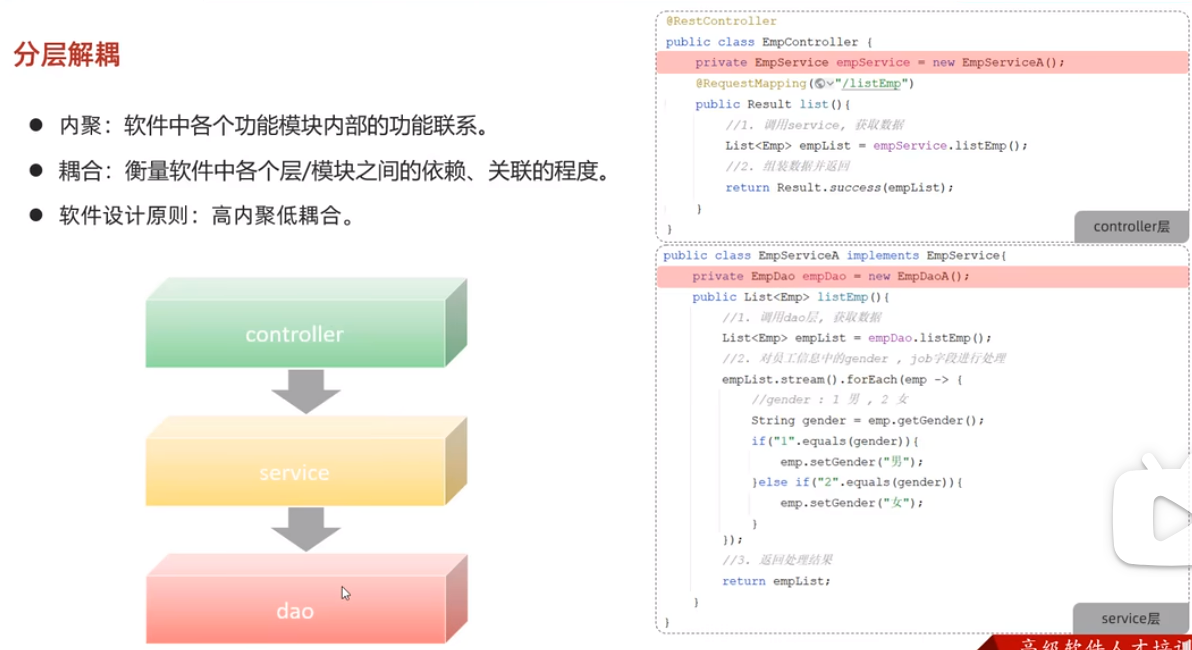 分层解耦
● 内聚：软件中各个功能模块内部的功能联系。
● 耦合：衡量软件中各个层/模块之间的依赖、关联的程度。
● 软件设计原则：高内聚低耦合。
controller
service
dao
@RestController
public class EmpController {
private EmpService empService = new EmpServiceA();
@RequestMapping("/listEmp")
public Result list(){
//1. 调用service, 获取数据
List<Emp> empList = empService.listEmp();
//2. 组装数据并返回
return Result.success(empList);
}
}
controller层
public class EmpServiceA implements EmpService{
private EmpDao empDao = new EmpDaoA();
public List<Emp> listEmp(){
//1. 调用dao层, 获取数据
List<Emp> empList = empDao.listEmp();
//2. 对员工信息中的gender , job字段进行处理
empList.stream().forEach(emp -> {
//gender : 1 男 , 2 女
String gender = emp.getGender();
if("1".equals(gender)){
emp.setGender("男");
}else if("2".equals(gender)){
emp.setGender("女");
}
});
//3. 返回处理结果
return empList;
}
}
service层
高级软件人才培训